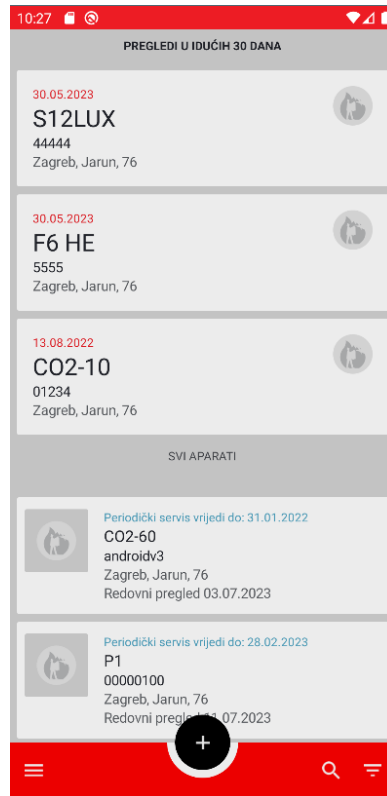 10:27
PREGLEDI U IDUĆIH 30 DANA
30.05.2023
S12LUX
44444
Zagreb, Jarun, 76
30.05.2023
F6 HE
5555
Zagreb, Jarun, 76
13.08.2022
CO2-10
01234
Zagreb, Jarun, 76
SVI APARATI
Periodički servis vrijedi do: 31.01.2022
CO2-60
androidv3
Zagreb, Jarun, 76
Redovni pregled 03.07.2023
Periodički servis vrijedi do: 28.02.2023
P1
00000100
Zagreb, Jarun, 76
Redovni pregled 11.07.2023